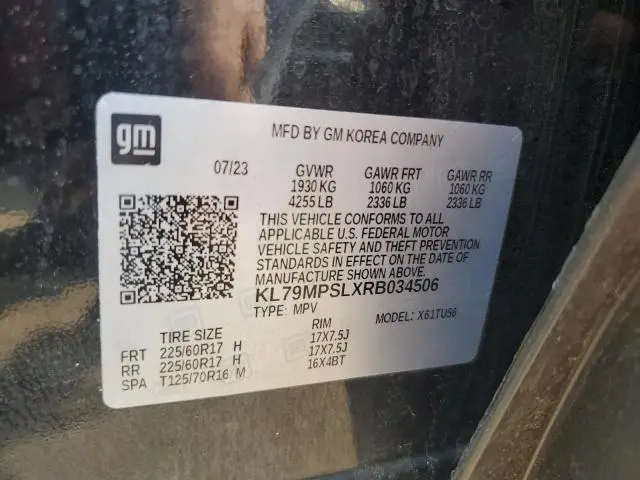 gm
MFD BY GM KOREA COMPANY
07/23 GVWR GAWR FRT GAWR RR
1930 KG 1060 KG 1060 KG
4255 LB 2336 LB 2336 LB
THIS VEHICLE CONFORMS TO ALL
APPLICABLE U.S. FEDERAL MOTOR
VEHICLE SAFETY AND THEFT PREVENTION
STANDARDS IN EFFECT ON THE DATE OF
MANUFACTURE SHOWN ABOVE.
KL79MPSLXRB034506
TYPE: MPV MODEL: X61TU56
TIRE SIZE RIM
FRT 225/60R17 H 17X7.5J
RR 225/60R17 H 17X7.5J
SPA T125/70R16 M 16X4BT